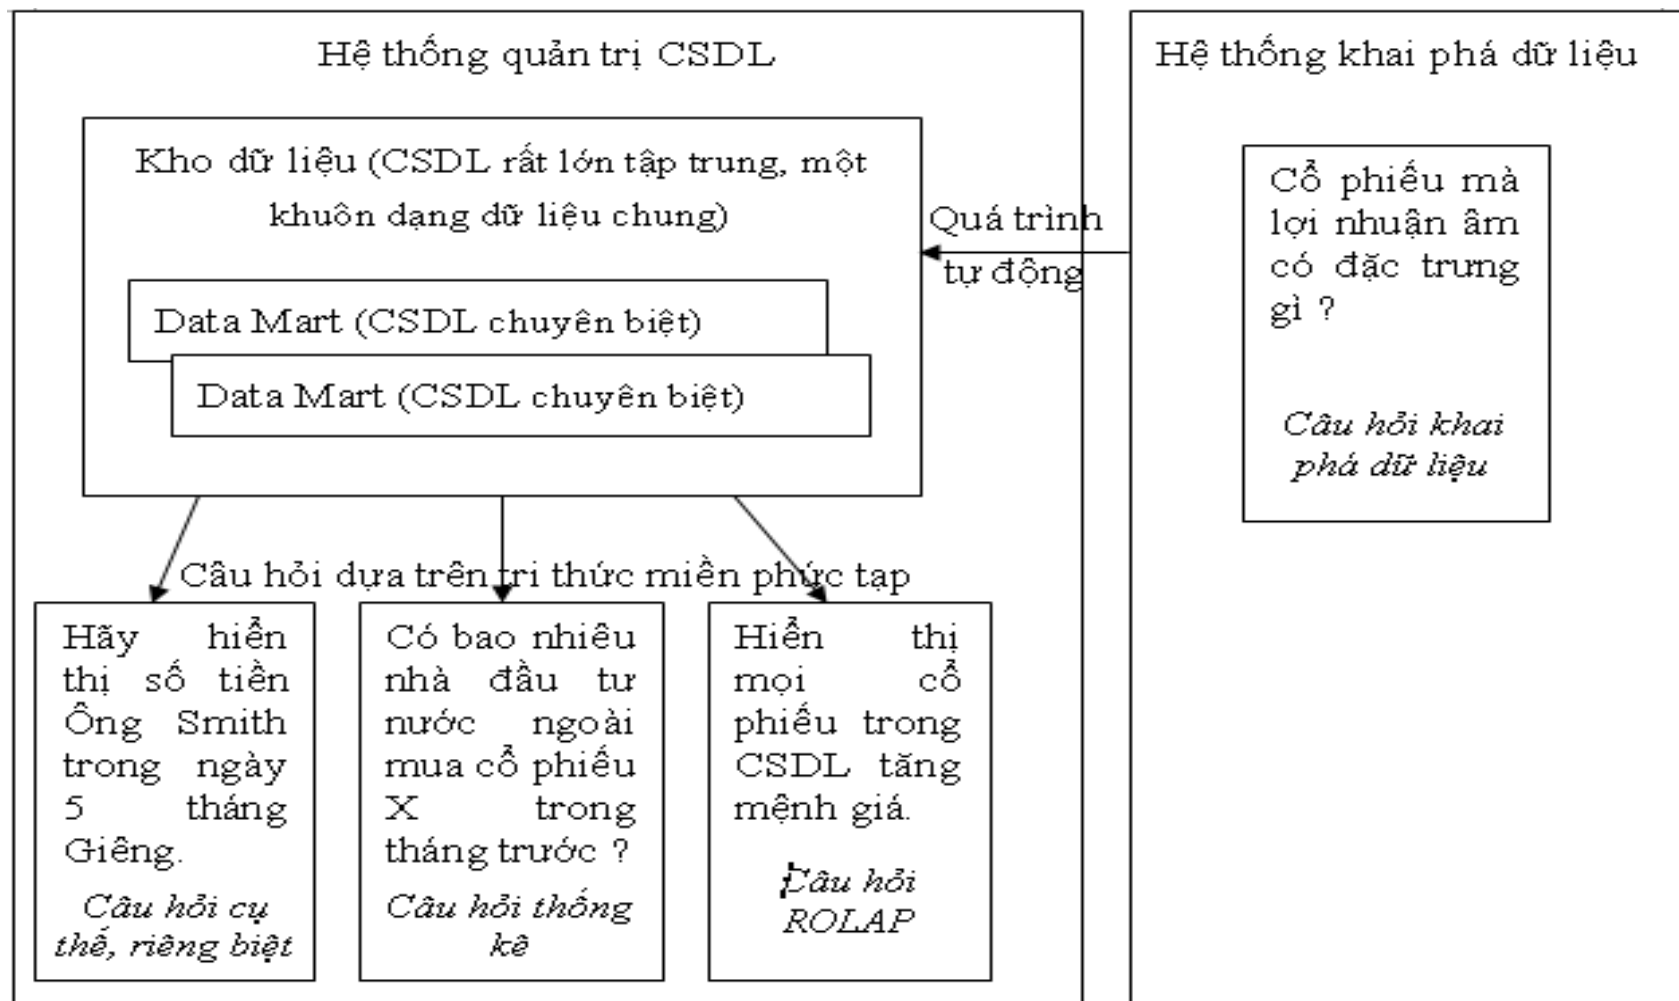 Hệ thống quản trị CSDL
Kho dữ liệu (CSDL rất lớn tập trung, một
khuôn dạng dữ liệu chung)
Data Mart (CSDL chuyên biệt)
Data Mart (CSDL chuyên biệt)
Quá trình
tự động
Câu hỏi dựa trên tri thức miền phức tạp
Hãy hiển
thị số tiền
Ông Smith
trong ngày
5 tháng
Giêng.
Câu hỏi cụ
thể, riêng biệt
Có bao nhiêu
nhà đầu tư
nước ngoài
mua cổ phiếu
X trong
tháng trước ?
Câu hỏi thống
kê
Hiển thị
mọi cổ
phiếu trong
CSDL tăng
mệnh giá.
Câu hỏi
ROLAP
Hệ thống khai phá dữ liệu
Cổ phiếu mà
lợi nhuận âm
có đặc trưng
gì ?
Câu hỏi khai
phá dữ liệu